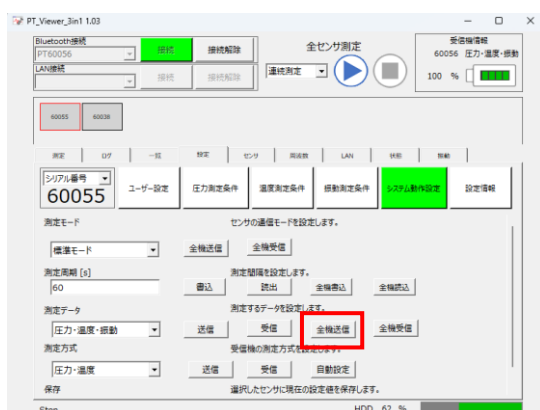 PT_Viewer_3in1 1.03
Bluetooth接続
PT60056 接続 接続解除
LAN接続
接続 接続解除
全センサ測定
連続測定
受信機情報
60056 圧力・温度・振動
100 %
60055 60038
測定 ログ 一括 設定 センサ 周波数 LAN 状態 振動
シリアル番号
60055
ユーザー設定 圧力測定条件 温度測定条件 振動測定条件 システム動作設定 設定情報
測定モード センサの通信モードを設定します。
標準モード 全機送信 全機受信
測定周期 [s] 測定間隔を設定します。
60 書込 読出 全機書込 全機読込
測定データ 測定するデータを設定します。
圧力・温度・振動 送信 受信 全機送信 全機受信
測定方式 受信機の測定方式を設定します。
圧力・温度 送信 受信 自動設定
保存 選択したセンサに現在の設定値を保存します。
Stop HDD 62 %